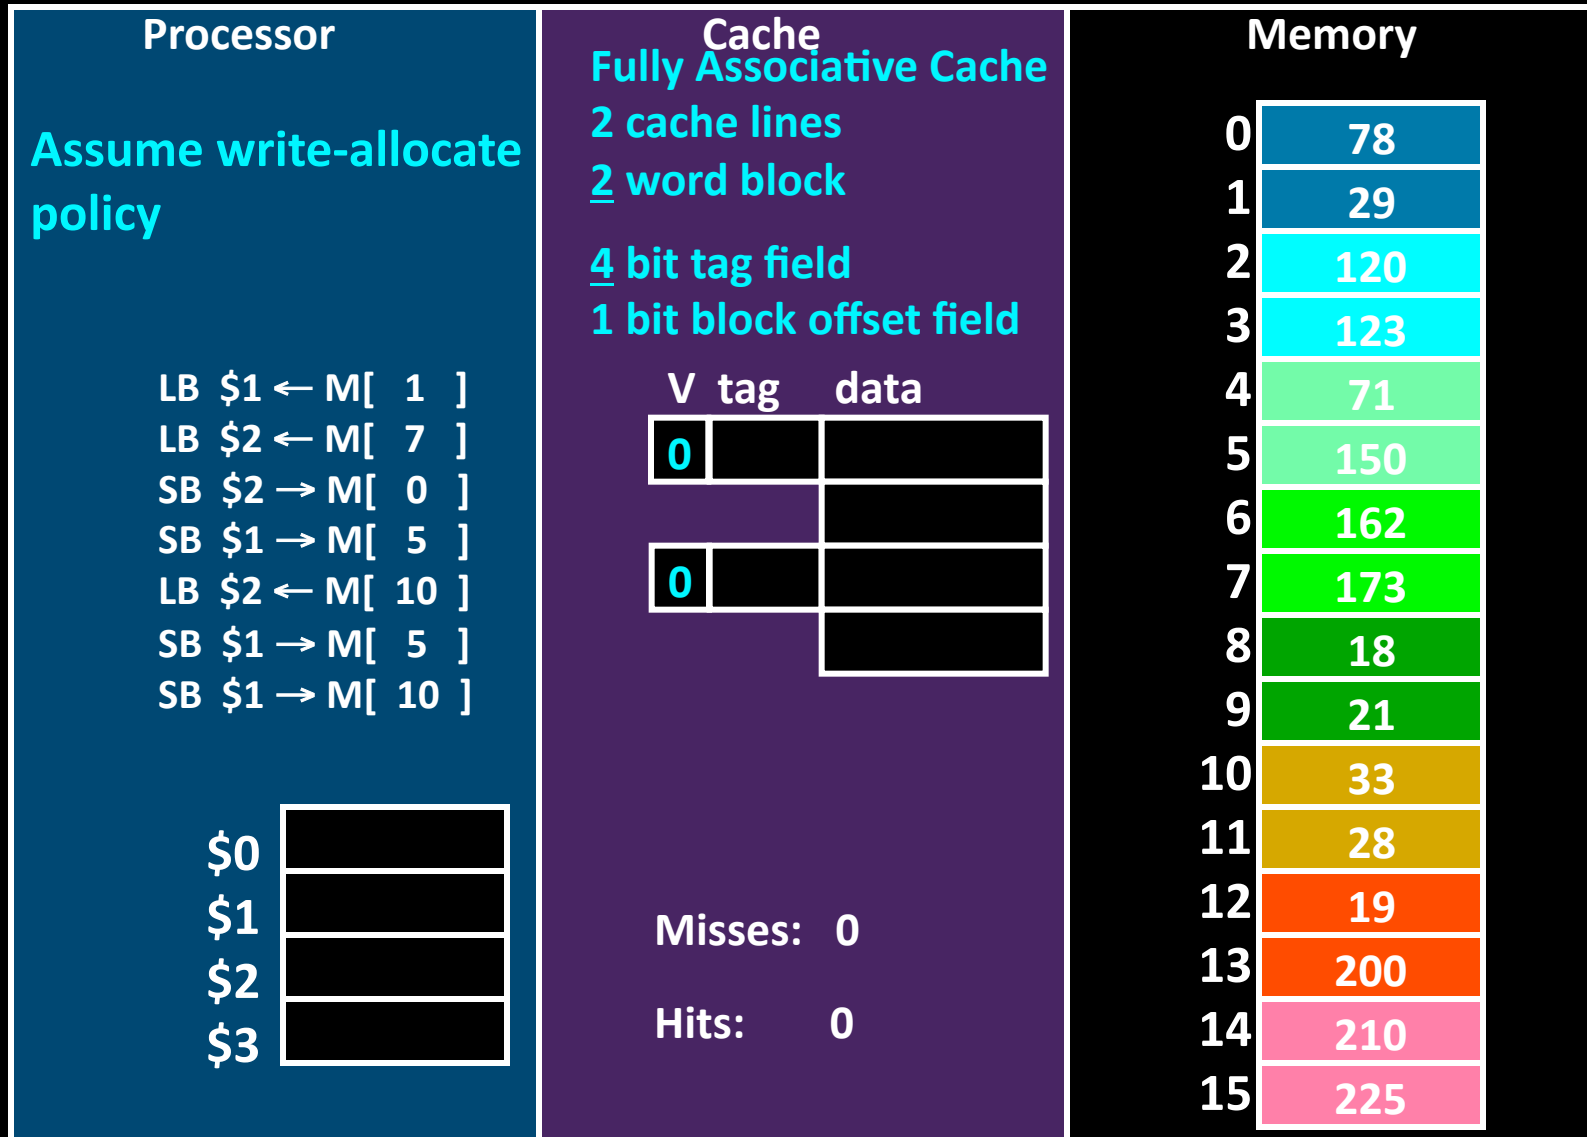 Processor
Assume write-allocate
policy
LB $1 ← M[ 1 ]
LB $2 ← M[ 7 ]
SB $2 → M[ 0 ]
SB $1 → M[ 5 ]
LB $2 ← M[ 10 ]
SB $1 → M[ 5 ]
SB $1 → M[ 10 ]
$0
$1
$2
$3
Cache
Fully Associative Cache
2 cache lines
2 word block
4 bit tag field
1 bit block offset field
V tag data
0
0
Misses: 0
Hits: 0
Memory
0 78
1 29
2 120
3 123
4 71
5 150
6 162
7 173
8 18
9 21
10 33
11 28
12 19
13 200
14 210
15 225